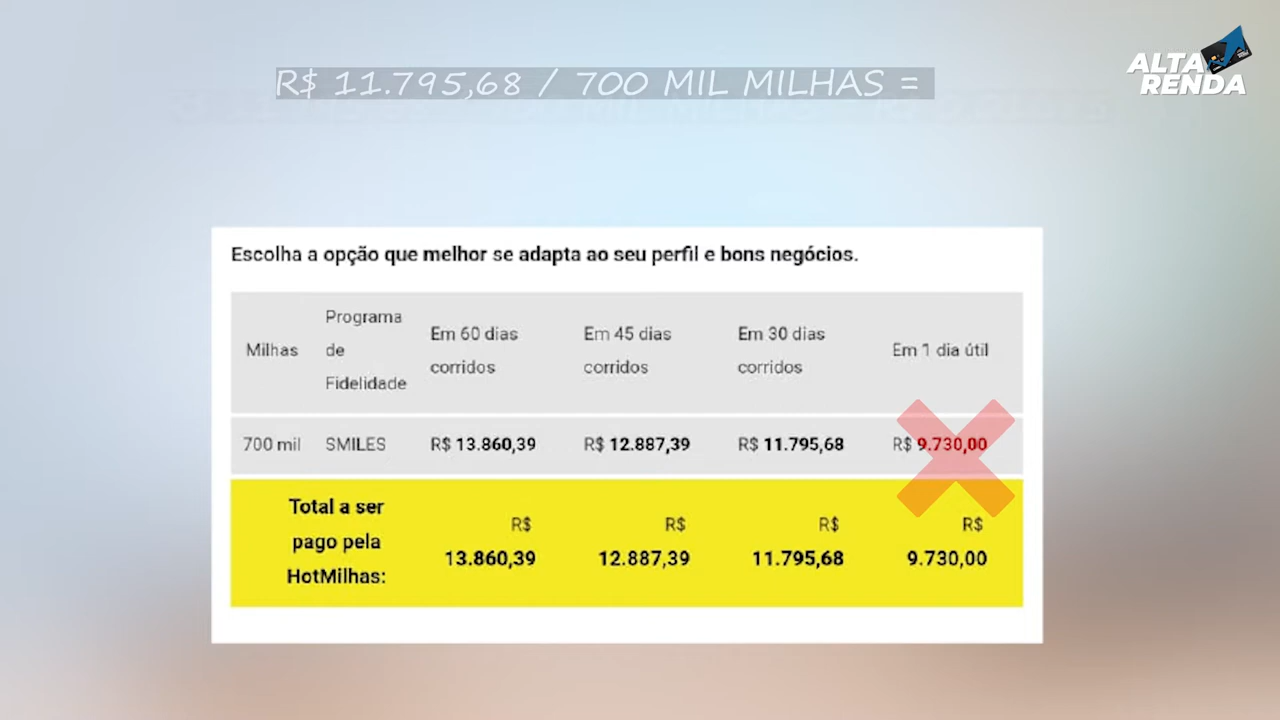 ALTA
RENDA
R$ 11.795,68 / 700 MIL MILHAS =
Escolha a opção que melhor se adapta ao seu perfil e bons negócios.
Milhas
Programa
de
Fidelidade
Em 60 dias
corridos
Em 45 dias
corridos
Em 30 dias
corridos
Em 1 dia útil
700 mil SMILES R$ 13.860,39 R$ 12.887,39 R$ 11.795,68 R$ 9.730,00
Total a ser
pago pela
HotMilhas:
R$
13.860,39
R$
12.887,39
R$
11.795,68
R$
9.730,00